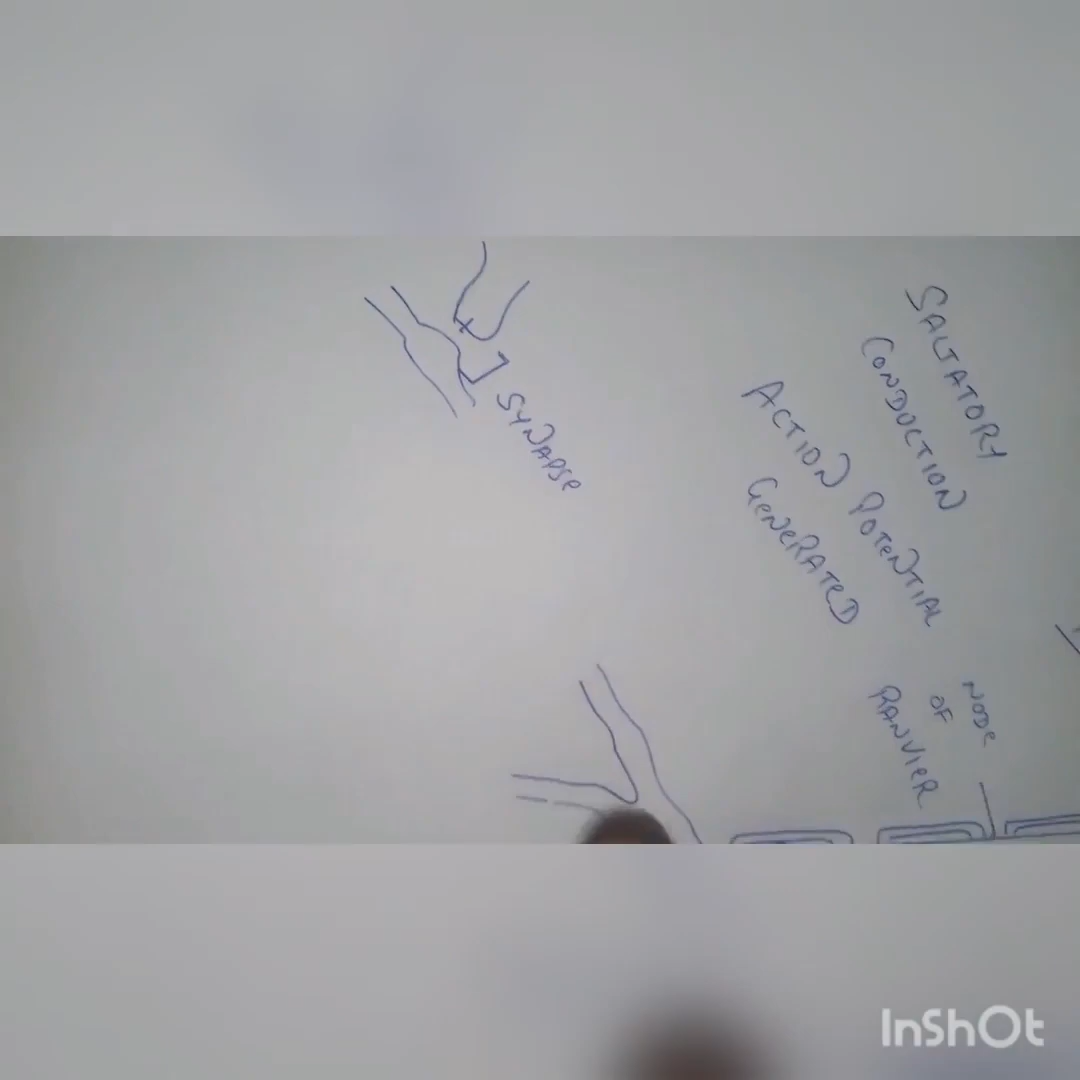 SALTATORY
CONDUCTION
ACTION POTENTIAL
GENERATED
SYNAPSE
NODE
OF
RANVIER
InShOt